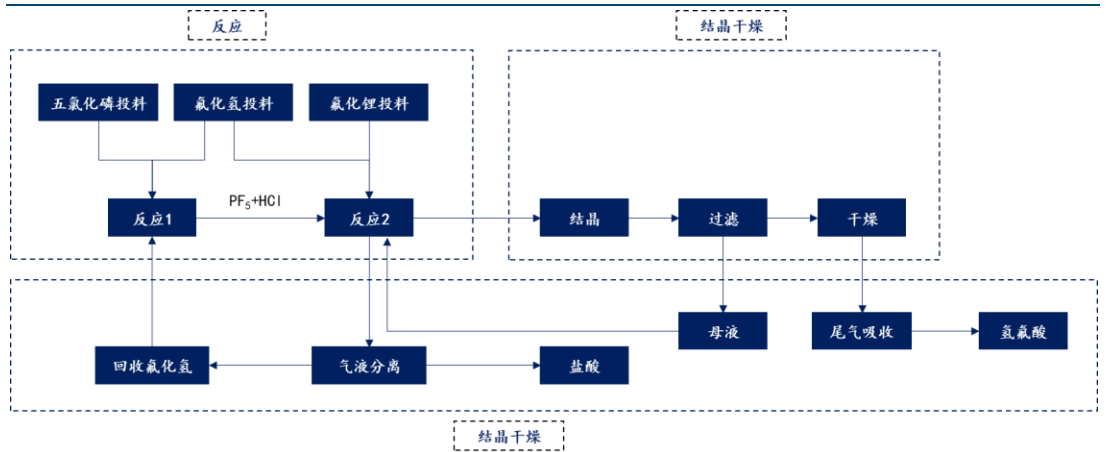 反应
结晶干燥
五氯化磷投料
氟化氢投料
氟化锂投料
PF₅+HCl
反应1
反应2
结晶
过滤
干燥
母液
尾气吸收
氢氟酸
回收氟化氢
气液分离
盐酸
结晶干燥